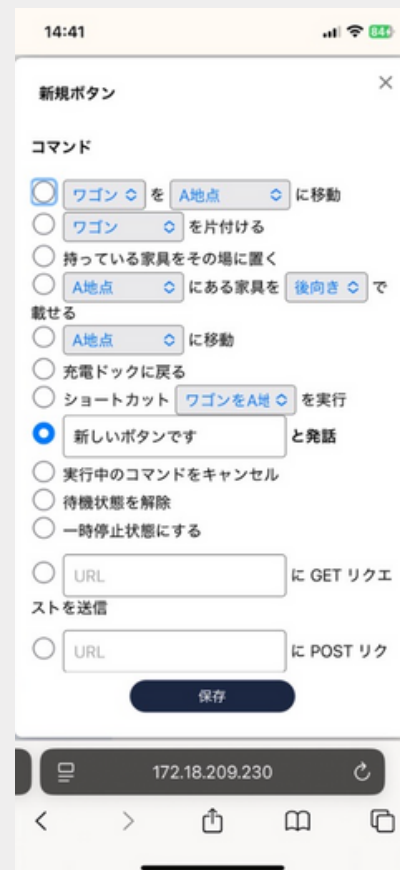 14:41
84
新規ボタン
×
コマンド
ワゴン を A地点 に移動
ワゴン を片付ける
持っている家具をその場に置く
A地点 にある家具を 後向き で
載せる
A地点 に移動
充電ドックに戻る
ショートカット ワゴンをA地 を実行
新しいボタンです と発話
実行中のコマンドをキャンセル
待機状態を解除
一時停止状態にする
URL に GET リクエ
ストを送信
URL に POST リク
保存
172.18.209.230